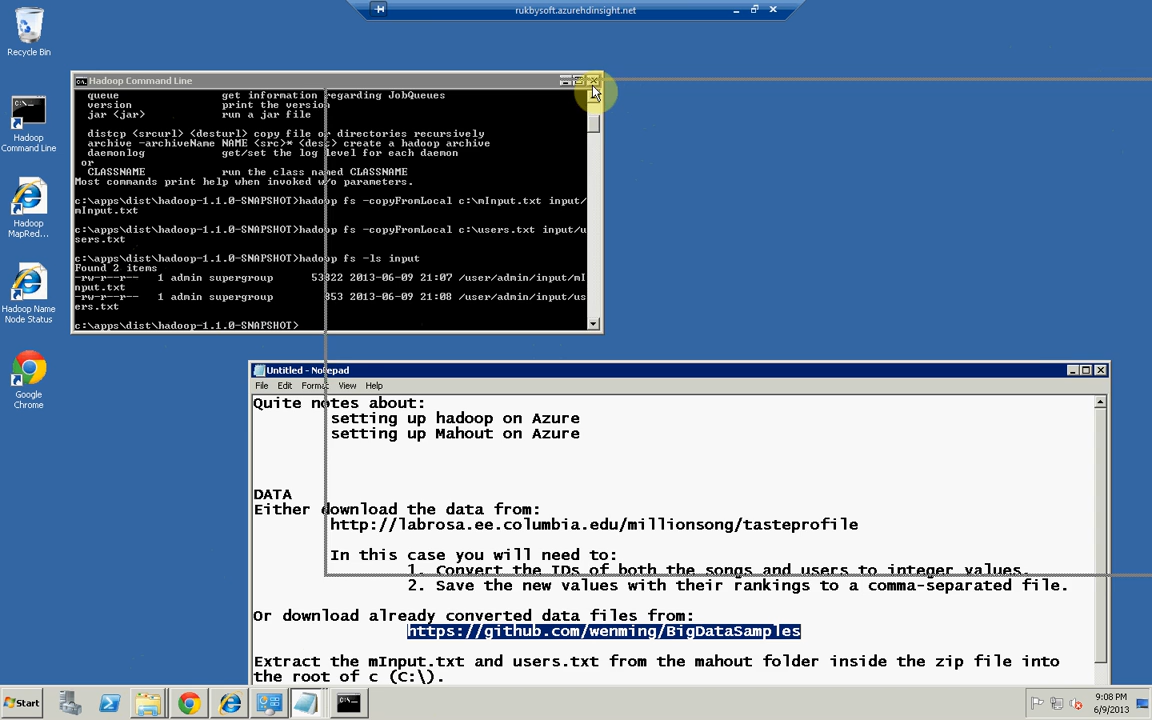 rukbysoft.azurehdinsight.net
Recycle Bin
Hadoop
Command Line
Hadoop
MapRed...
Hadoop Name
Node Status
Google
Chrome
Hadoop Command Line
queue get information regarding JobQueues
version print the version
jar <jar> run a jar file
distcp <srcurl> <desturl> copy file or directories recursively
archive -archiveName NAME <src>* <dest> create a hadoop archive
daemonlog get/set the log level for each daemon
or
CLASSNAME run the class named CLASSNAME
Most commands print help when invoked w/o parameters.
c:\apps\dist\hadoop-1.1.0-SNAPSHOT>hadoop fs -copyFromLocal c:\mInput.txt input/
mInput.txt
c:\apps\dist\hadoop-1.1.0-SNAPSHOT>hadoop fs -copyFromLocal c:\users.txt input/u
sers.txt
c:\apps\dist\hadoop-1.1.0-SNAPSHOT>hadoop fs -ls input
Found 2 items
-rw-r--r-- 1 admin supergroup 2013-06-09 21:07 /user/admin/input/mI
nput.txt
-rw-r--r-- 1 admin supergroup 2013-06-09 21:08 /user/admin/input/us
ers.txt
c:\apps\dist\hadoop-1.1.0-SNAPSHOT>
Untitled - Notepad
File Edit Format View Help
Quite notes about:
setting up hadoop on Azure
setting up Mahout on Azure
DATA
Either download the data from:
http://labrosa.ee.columbia.edu/millionsong/tasteprofile
In this case you will need to:
1. Convert the IDs of both the songs and users to integer values.
2. Save the new values with their rankings to a comma-separated file.
Or download already converted data files from:
https://github.com/wenming/BigDataSamples
Extract the mInput.txt and users.txt from the mahout folder inside the zip file into
the root of c (C:\).
Start
9:08 PM
6/9/2013